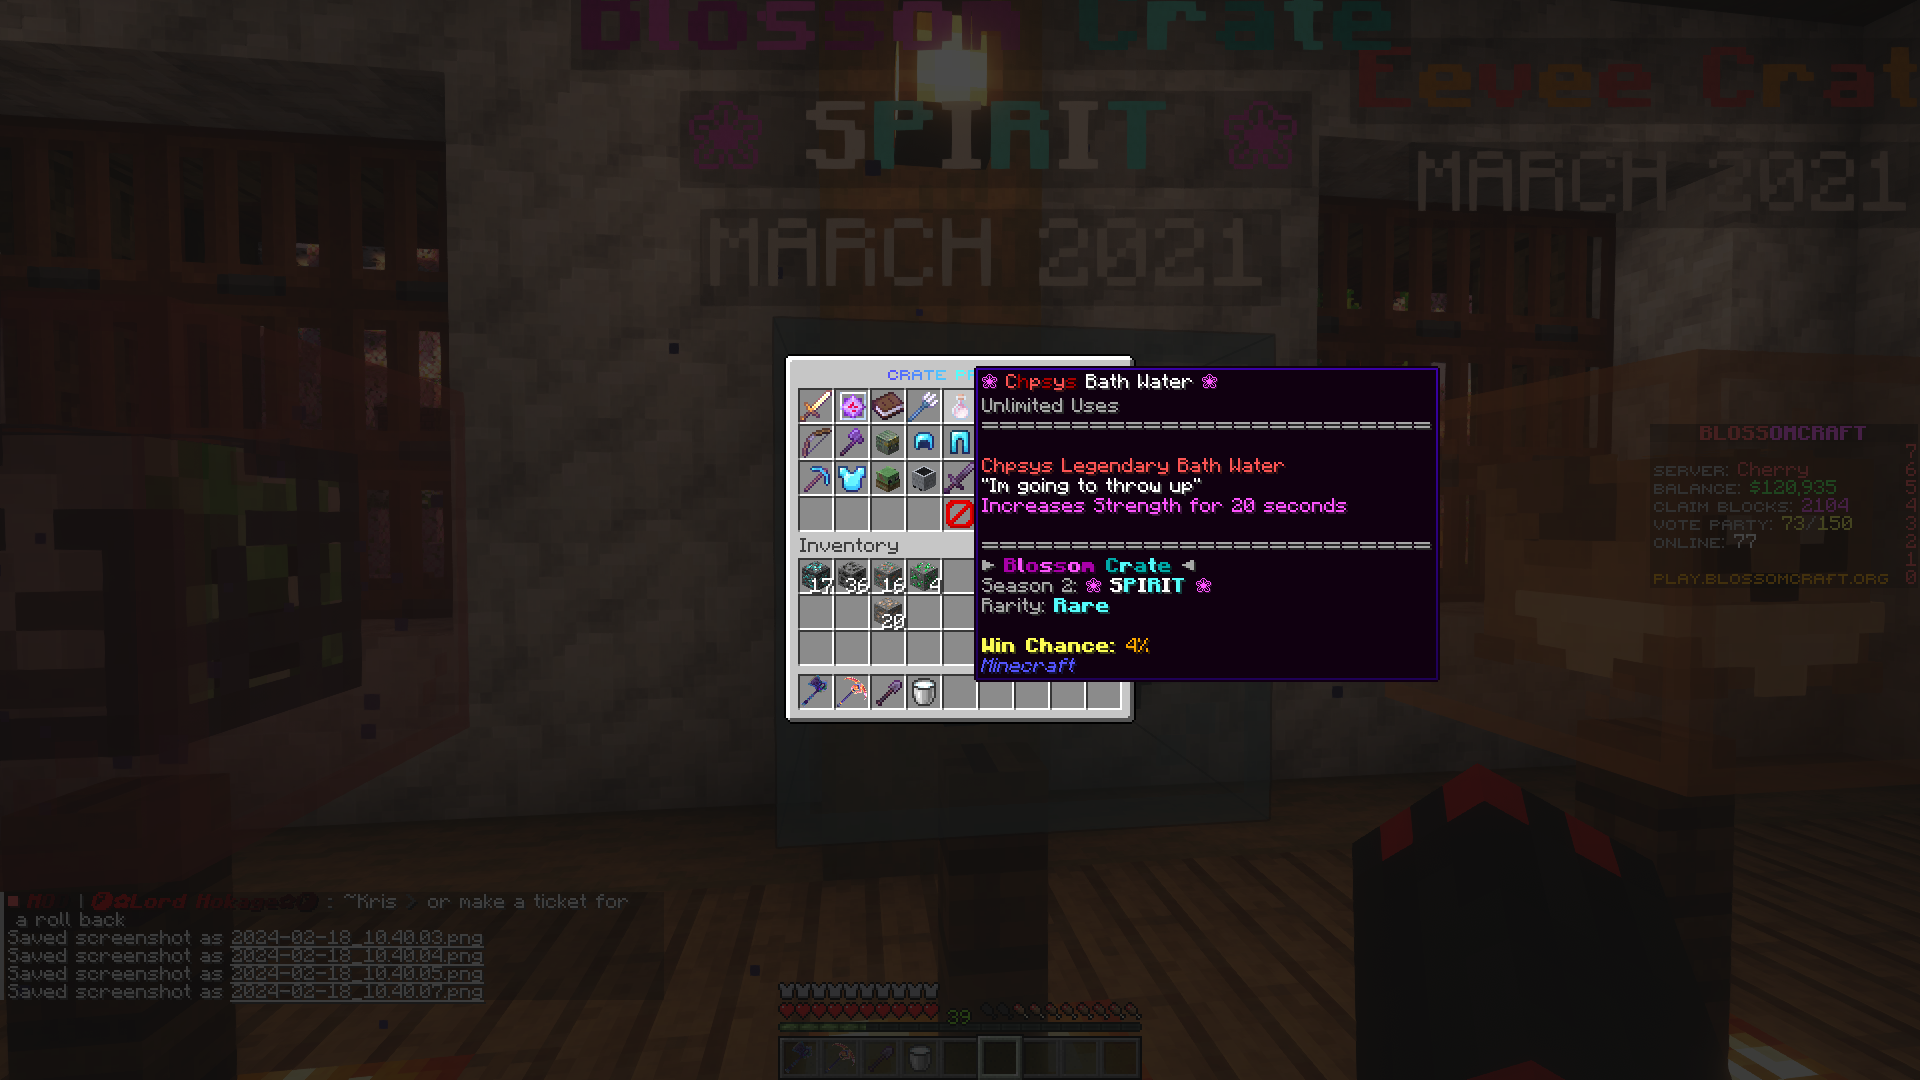 Blossom Crate
Eevee Crat
SPIRIT
MARCH 2021
MARCH 2021
CRATE
Chpsys Bath Water
Unlimited Uses
Chpsys Legendary Bath Water
"Im going to throw up"
Increases Strength for 20 seconds
Blossom Crate
Season 2: SPIRIT
Rarity: Rare
Win Chance: 4%
Minecraft
Inventory
17 36 16 4
20
BLOSSOMCRAFT
7
SERVER: Cherry 6
BALANCE: $120,935 5
CLAIM BLOCKS: 2104 4
VOTE PARTY: 73/150 3
ONLINE: 77 2
1
PLAY.BLOSSOMCRAFT.ORG 0
| Lord : ~Kris > or make a ticket for
a roll back
Saved screenshot as 2024-02-18_10.40.03.png
Saved screenshot as 2024-02-18_10.40.04.png
Saved screenshot as 2024-02-18_10.40.05.png
Saved screenshot as 2024-02-18_10.40.07.png
39